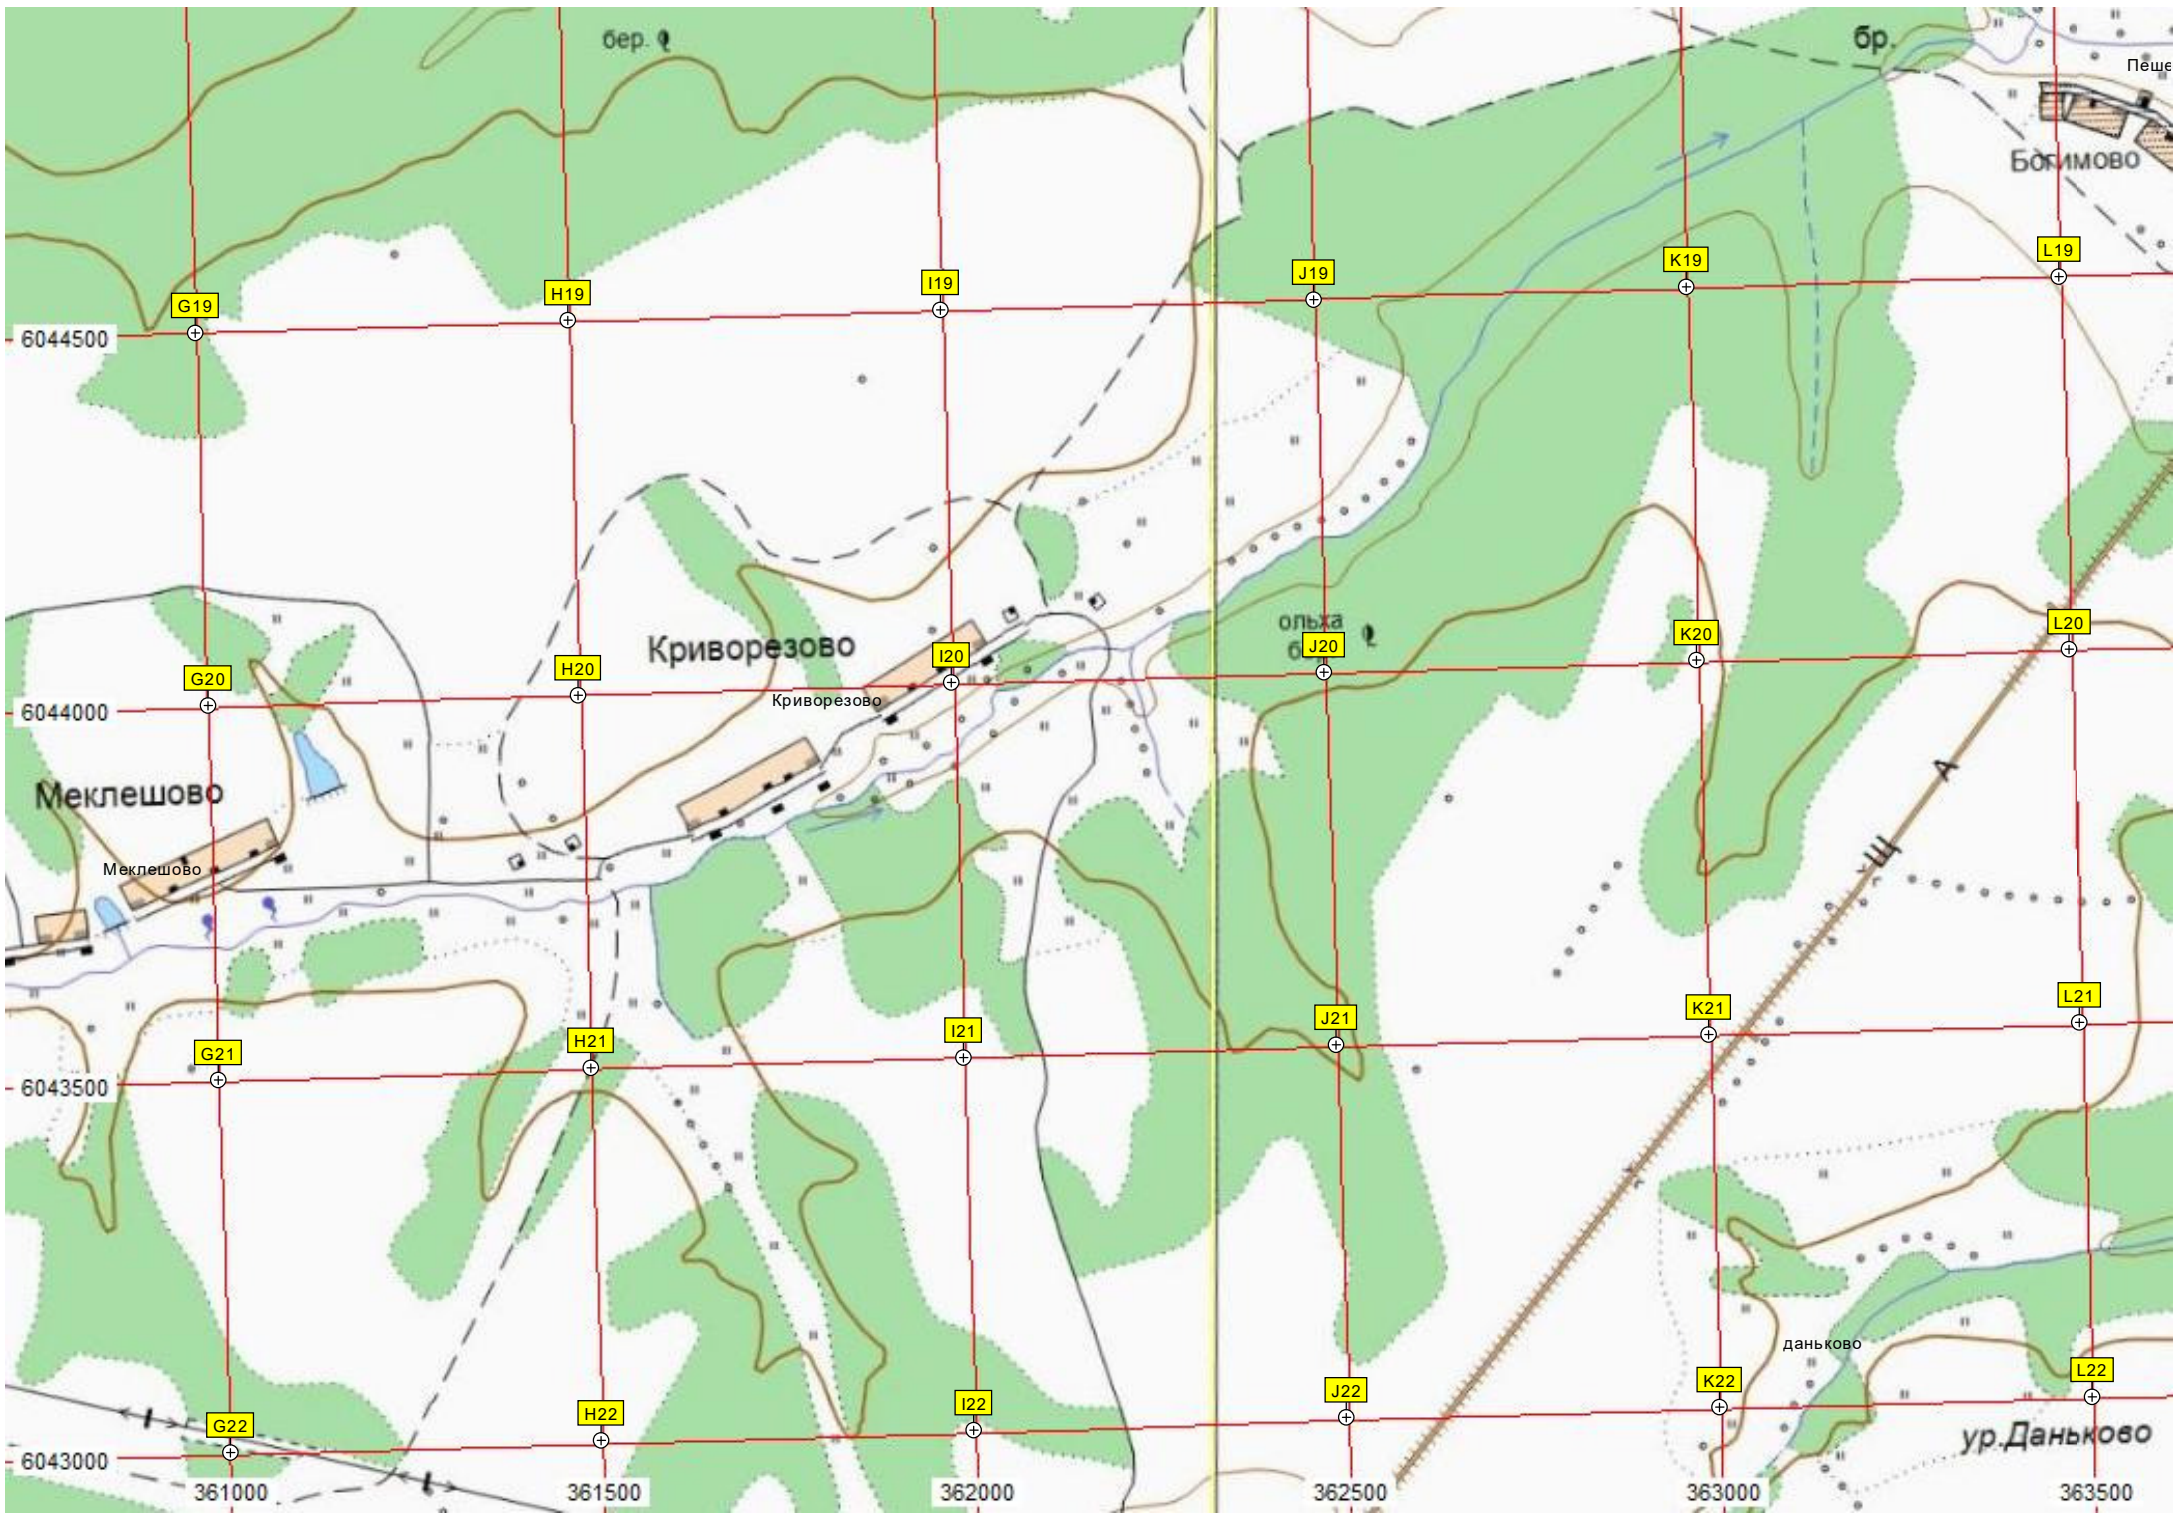 бер.
бр.
Пеше
Богимово
L19
K19
J19
I19
H19
G19
6044500
ольха
L20
J20
K20
Криворезово
I20
H20
G20
Криворезово
6044000
А
Меклешово
Щ
Меклешово
L21
K21
J21
I21
H21
G21
6043500
даньково
L22
K22
J22
I22
H22
G22
ур.Даньково
6043000
361000
361500
362000
362500
363000
363500